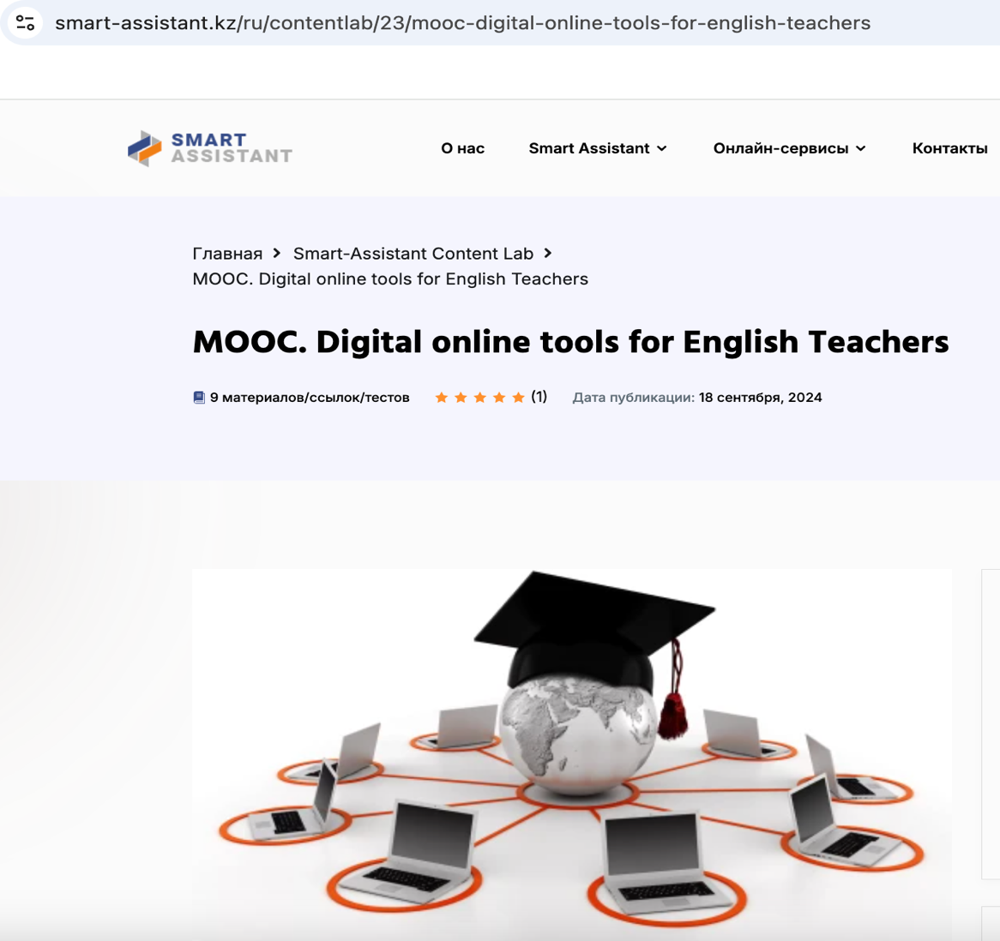 smart-assistant.kz/ru/contentlab/23/mooc-digital-online-tools-for-english-teachers
SMART
ASSISTANT
О нас
Smart Assistant
Онлайн-сервисы
Контакты
Главная
Smart-Assistant Content Lab
MOOC. Digital online tools for English Teachers
MOOC. Digital online tools for English Teachers
9 материалов/ссылок/тестов
(1)
Дата публикации: 18 сентября, 2024